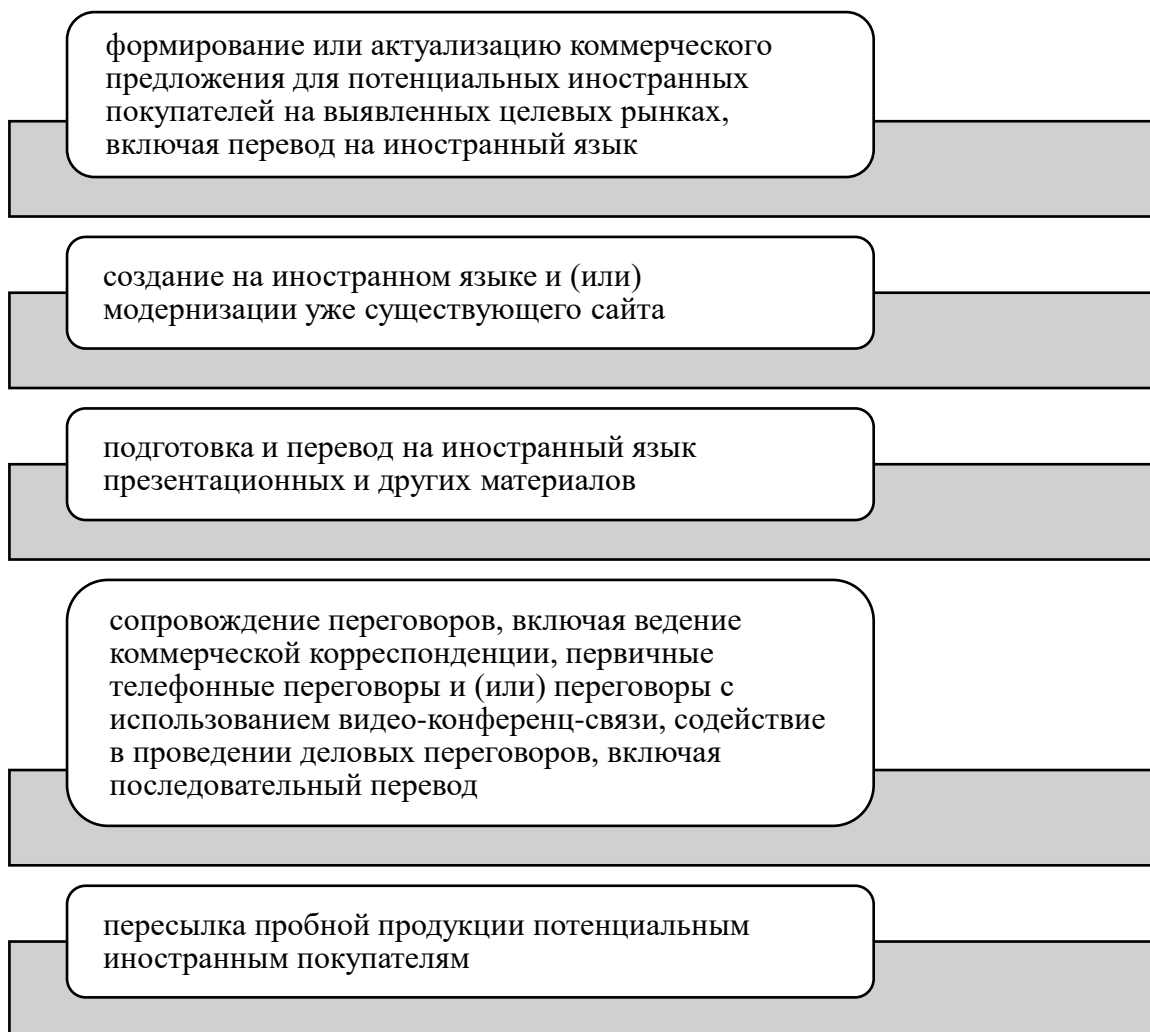 формирование или актуализацию коммерческого
предложения для потенциальных иностранных
покупателей на выявленных целевых рынках,
включая перевод на иностранный язык
создание на иностранном языке и (или)
модернизации уже существующего сайта
подготовка и перевод на иностранный язык
презентационных и других материалов
сопровождение переговоров, включая ведение
коммерческой корреспонденции, первичные
телефонные переговоры и (или) переговоры с
использованием видео-конференц-связи, содействие
в проведении деловых переговоров, включая
последовательный перевод
пересылка пробной продукции потенциальным
иностранным покупателям